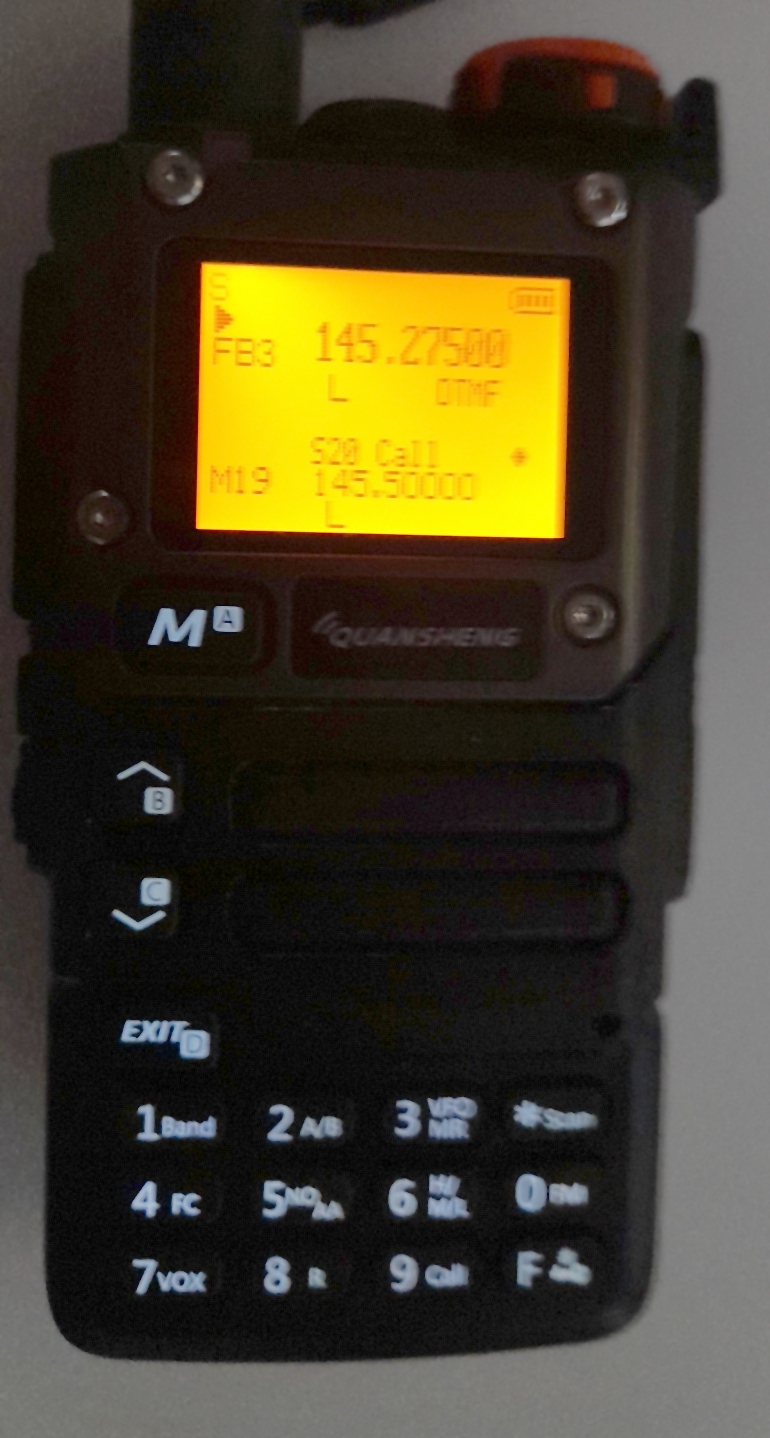 S
FB3 145.27500
L DTMF
S20 Call *
M19 145.50000
L
M A
QUANSHENG
B
C
EXIT D
1 Band 2 A/B 3 VFO MR * Scan
4 FC 5 NOAA 6 H/M/L 0 FM
7 VOX 8 R 9 Call F